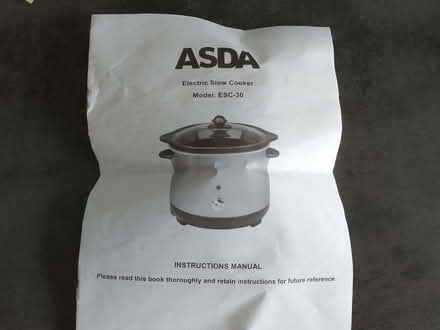 ASDA
Electric Slow Cooker
Model: ESC-30
INSTRUCTIONS MANUAL
Please read this book thoroughly and retain instructions for future reference.